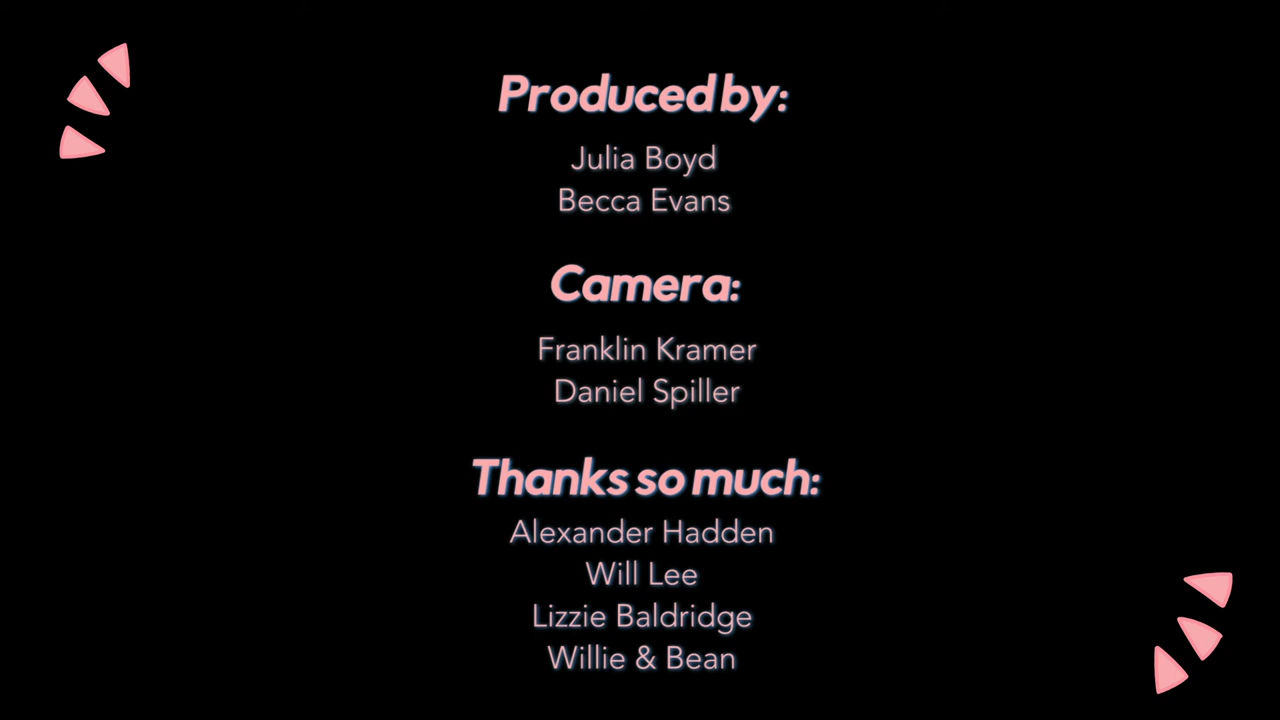 Produced by:
Julia Boyd
Becca Evans
Camera:
Franklin Kramer
Daniel Spiller
Thanks so much:
Alexander Hadden
Will Lee
Lizzie Baldridge
Willie & Bean